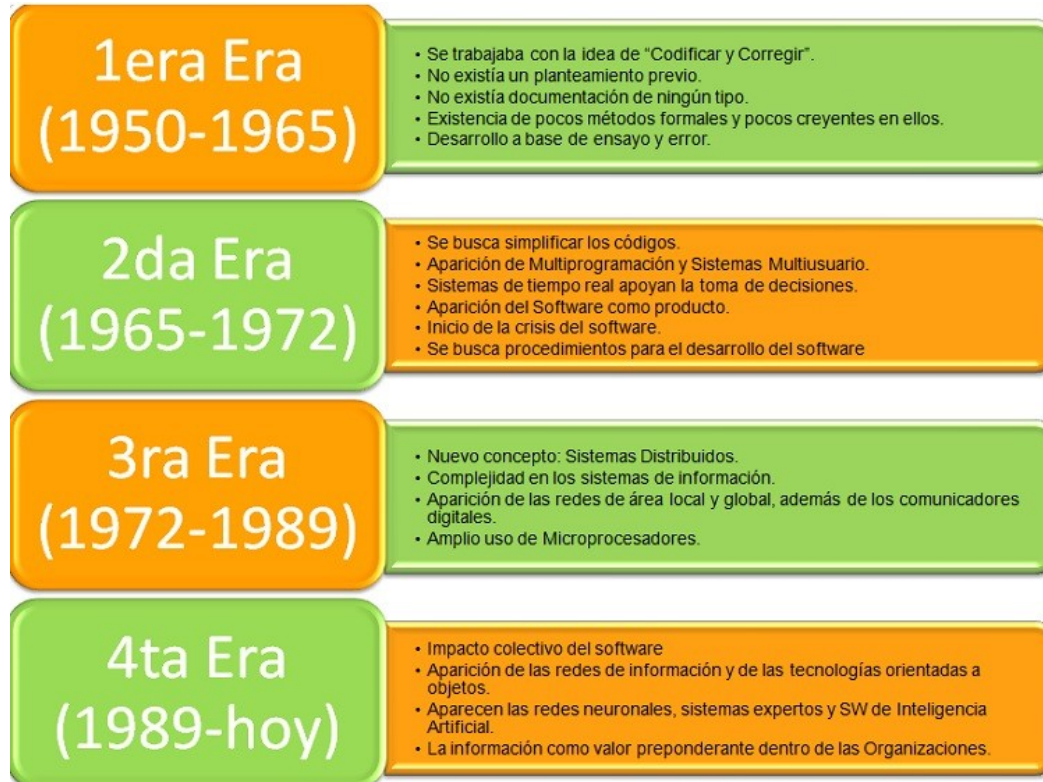 1era Era
(1950-1965)
• Se trabajaba con la idea de “Codificar y Corregir”.
• No existía un planteamiento previo.
• No existía documentación de ningún tipo.
• Existencia de pocos métodos formales y pocos creyentes en ellos.
• Desarrollo a base de ensayo y error.
2da Era
(1965-1972)
• Se busca simplificar los códigos.
• Aparición de Multiprogramación y Sistemas Multiusuario.
• Sistemas de tiempo real apoyan la toma de decisiones.
• Aparición del Software como producto.
• Inicio de la crisis del software.
• Se busca procedimientos para el desarrollo del software
3ra Era
(1972-1989)
• Nuevo concepto: Sistemas Distribuidos.
• Complejidad en los sistemas de información.
• Aparición de las redes de área local y global, además de los comunicadores
digitales.
• Amplio uso de Microprocesadores.
4ta Era
(1989-hoy)
• Impacto colectivo del software
• Aparición de las redes de información y de las tecnologías orientadas a
objetos.
• Aparecen las redes neuronales, sistemas expertos y SW de Inteligencia
Artificial.
• La información como valor preponderante dentro de las Organizaciones.